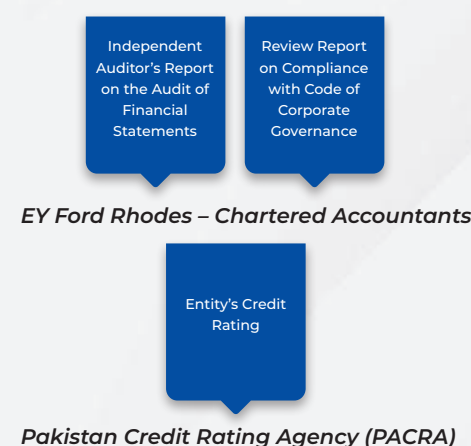 Independent
Auditor’s Report
on the Audit of
Financial
Statements
Review Report
on Compliance
with Code of
Corporate
Governance
EY Ford Rhodes – Chartered Accountants
Entity’s Credit
Rating
Pakistan Credit Rating Agency (PACRA)